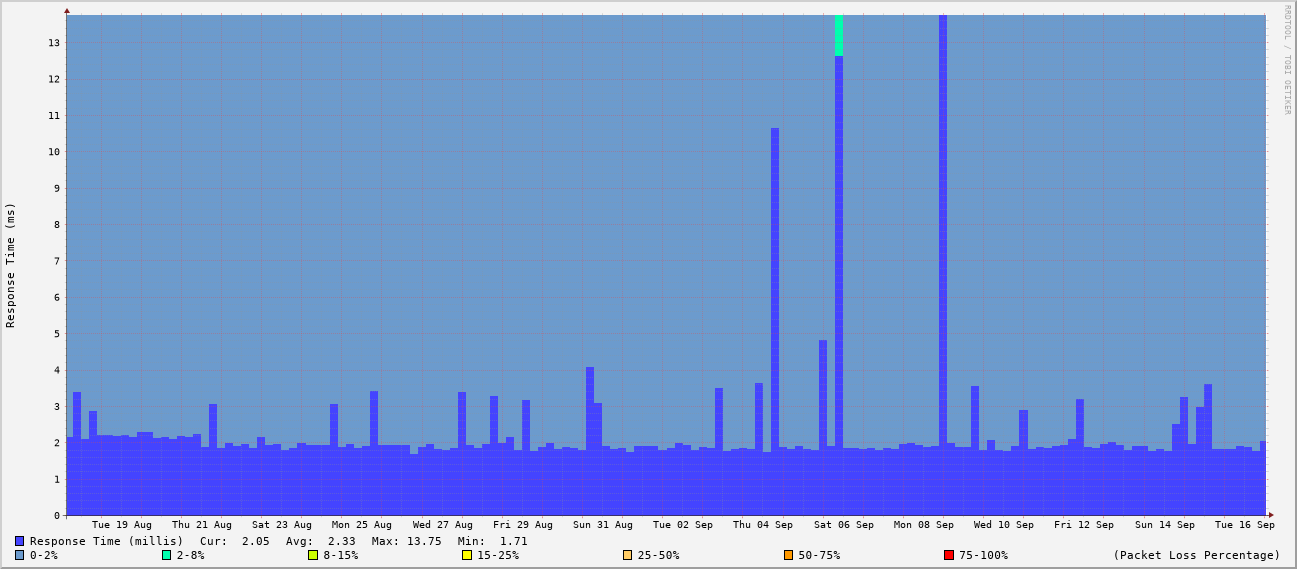 RRDTOOL / TOBI OETIKER
Response Time (ms)
13
12
11
10
9
8
7
6
5
4
3
2
1
0
Tue 19 Aug Thu 21 Aug Sat 23 Aug Mon 25 Aug Wed 27 Aug Fri 29 Aug Sun 31 Aug Tue 02 Sep Thu 04 Sep Sat 06 Sep Mon 08 Sep Wed 10 Sep Fri 12 Sep Sun 14 Sep Tue 16 Sep
Response Time (millis) Cur: 2.05 Avg: 2.33 Max: 13.75 Min: 1.71
0-2% 2-8% 8-15% 15-25% 25-50% 50-75% 75-100% (Packet Loss Percentage)